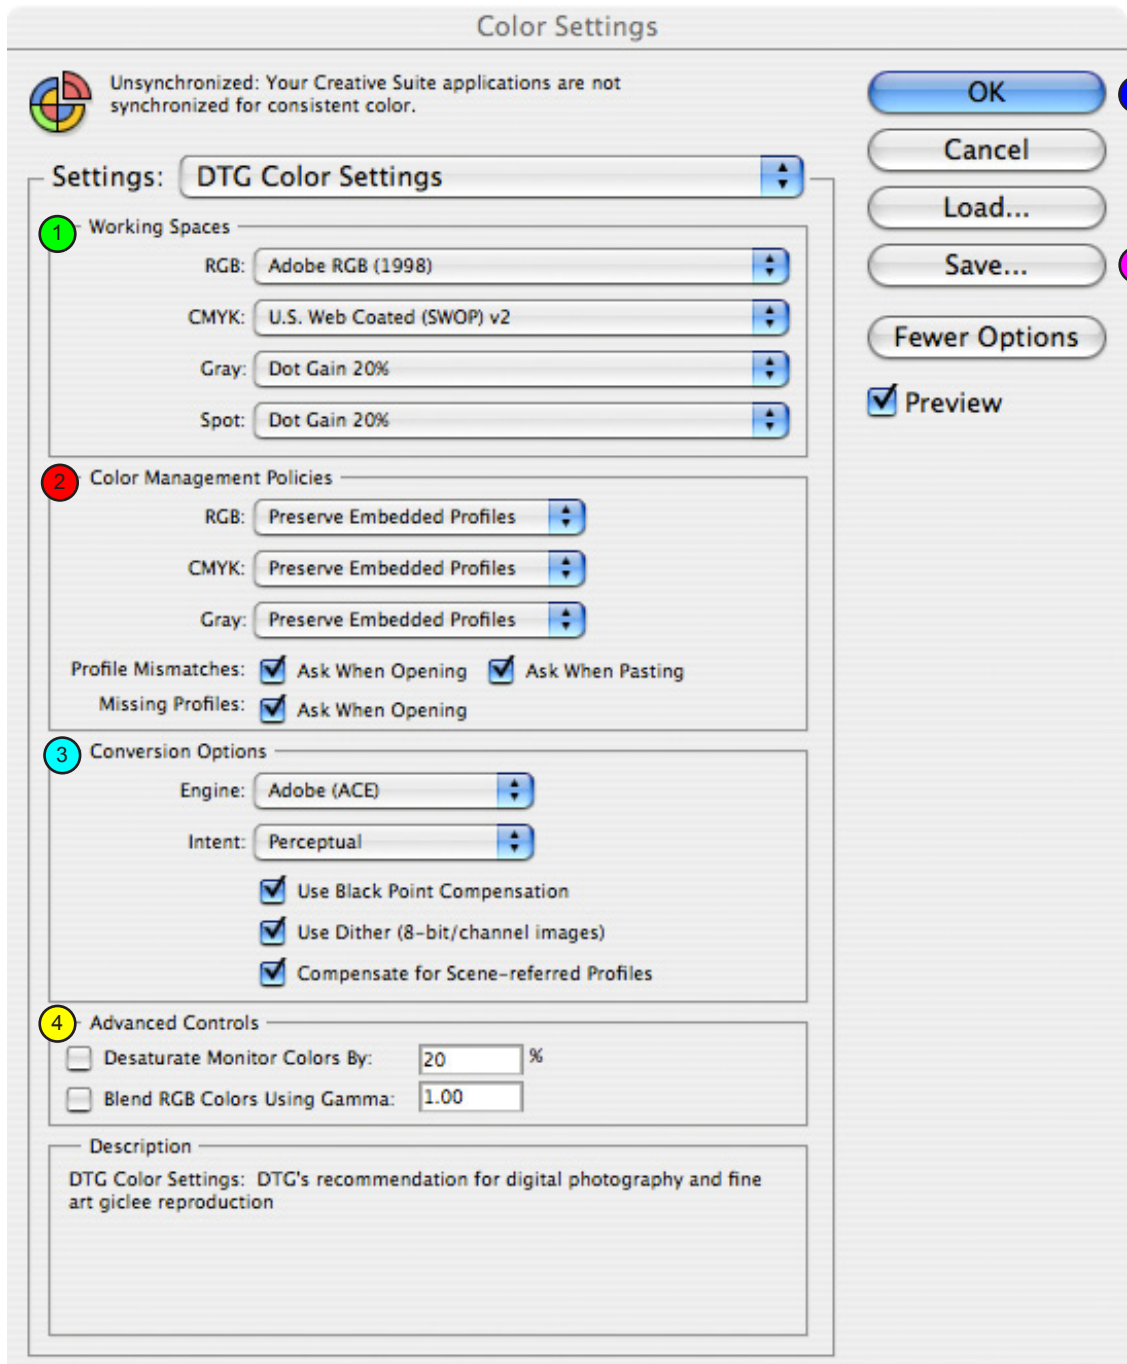 Color Settings
Unsynchronized: Your Creative Suite applications are not
synchronized for consistent color.
OK
Cancel
Load...
Save...
Fewer Options
Preview
Settings: DTG Color Settings
1 Working Spaces
RGB: Adobe RGB (1998)
CMYK: U.S. Web Coated (SWOP) v2
Gray: Dot Gain 20%
Spot: Dot Gain 20%
2 Color Management Policies
RGB: Preserve Embedded Profiles
CMYK: Preserve Embedded Profiles
Gray: Preserve Embedded Profiles
Profile Mismatches: Ask When Opening Ask When Pasting
Missing Profiles: Ask When Opening
3 Conversion Options
Engine: Adobe (ACE)
Intent: Perceptual
Use Black Point Compensation
Use Dither (8-bit/channel images)
Compensate for Scene-referred Profiles
4 Advanced Controls
Desaturate Monitor Colors By: 20 %
Blend RGB Colors Using Gamma: 1.00
Description
DTG Color Settings: DTG's recommendation for digital photography and fine
art giclee reproduction